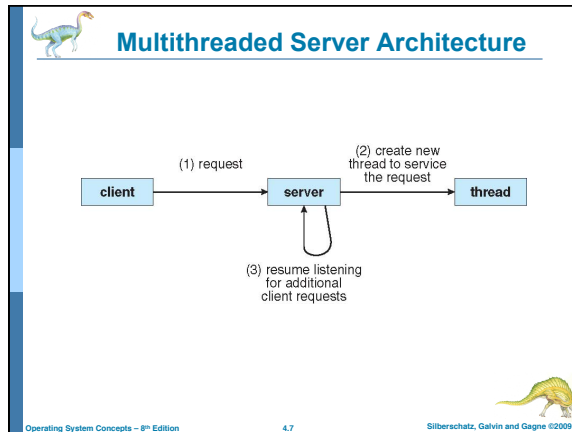 Multithreaded Server Architecture
(1) request
(2) create new
thread to service
the request
client
server
thread
(3) resume listening
for additional
client requests
Operating System Concepts – 8th Edition
4.7
Silberschatz, Galvin and Gagne ©2009